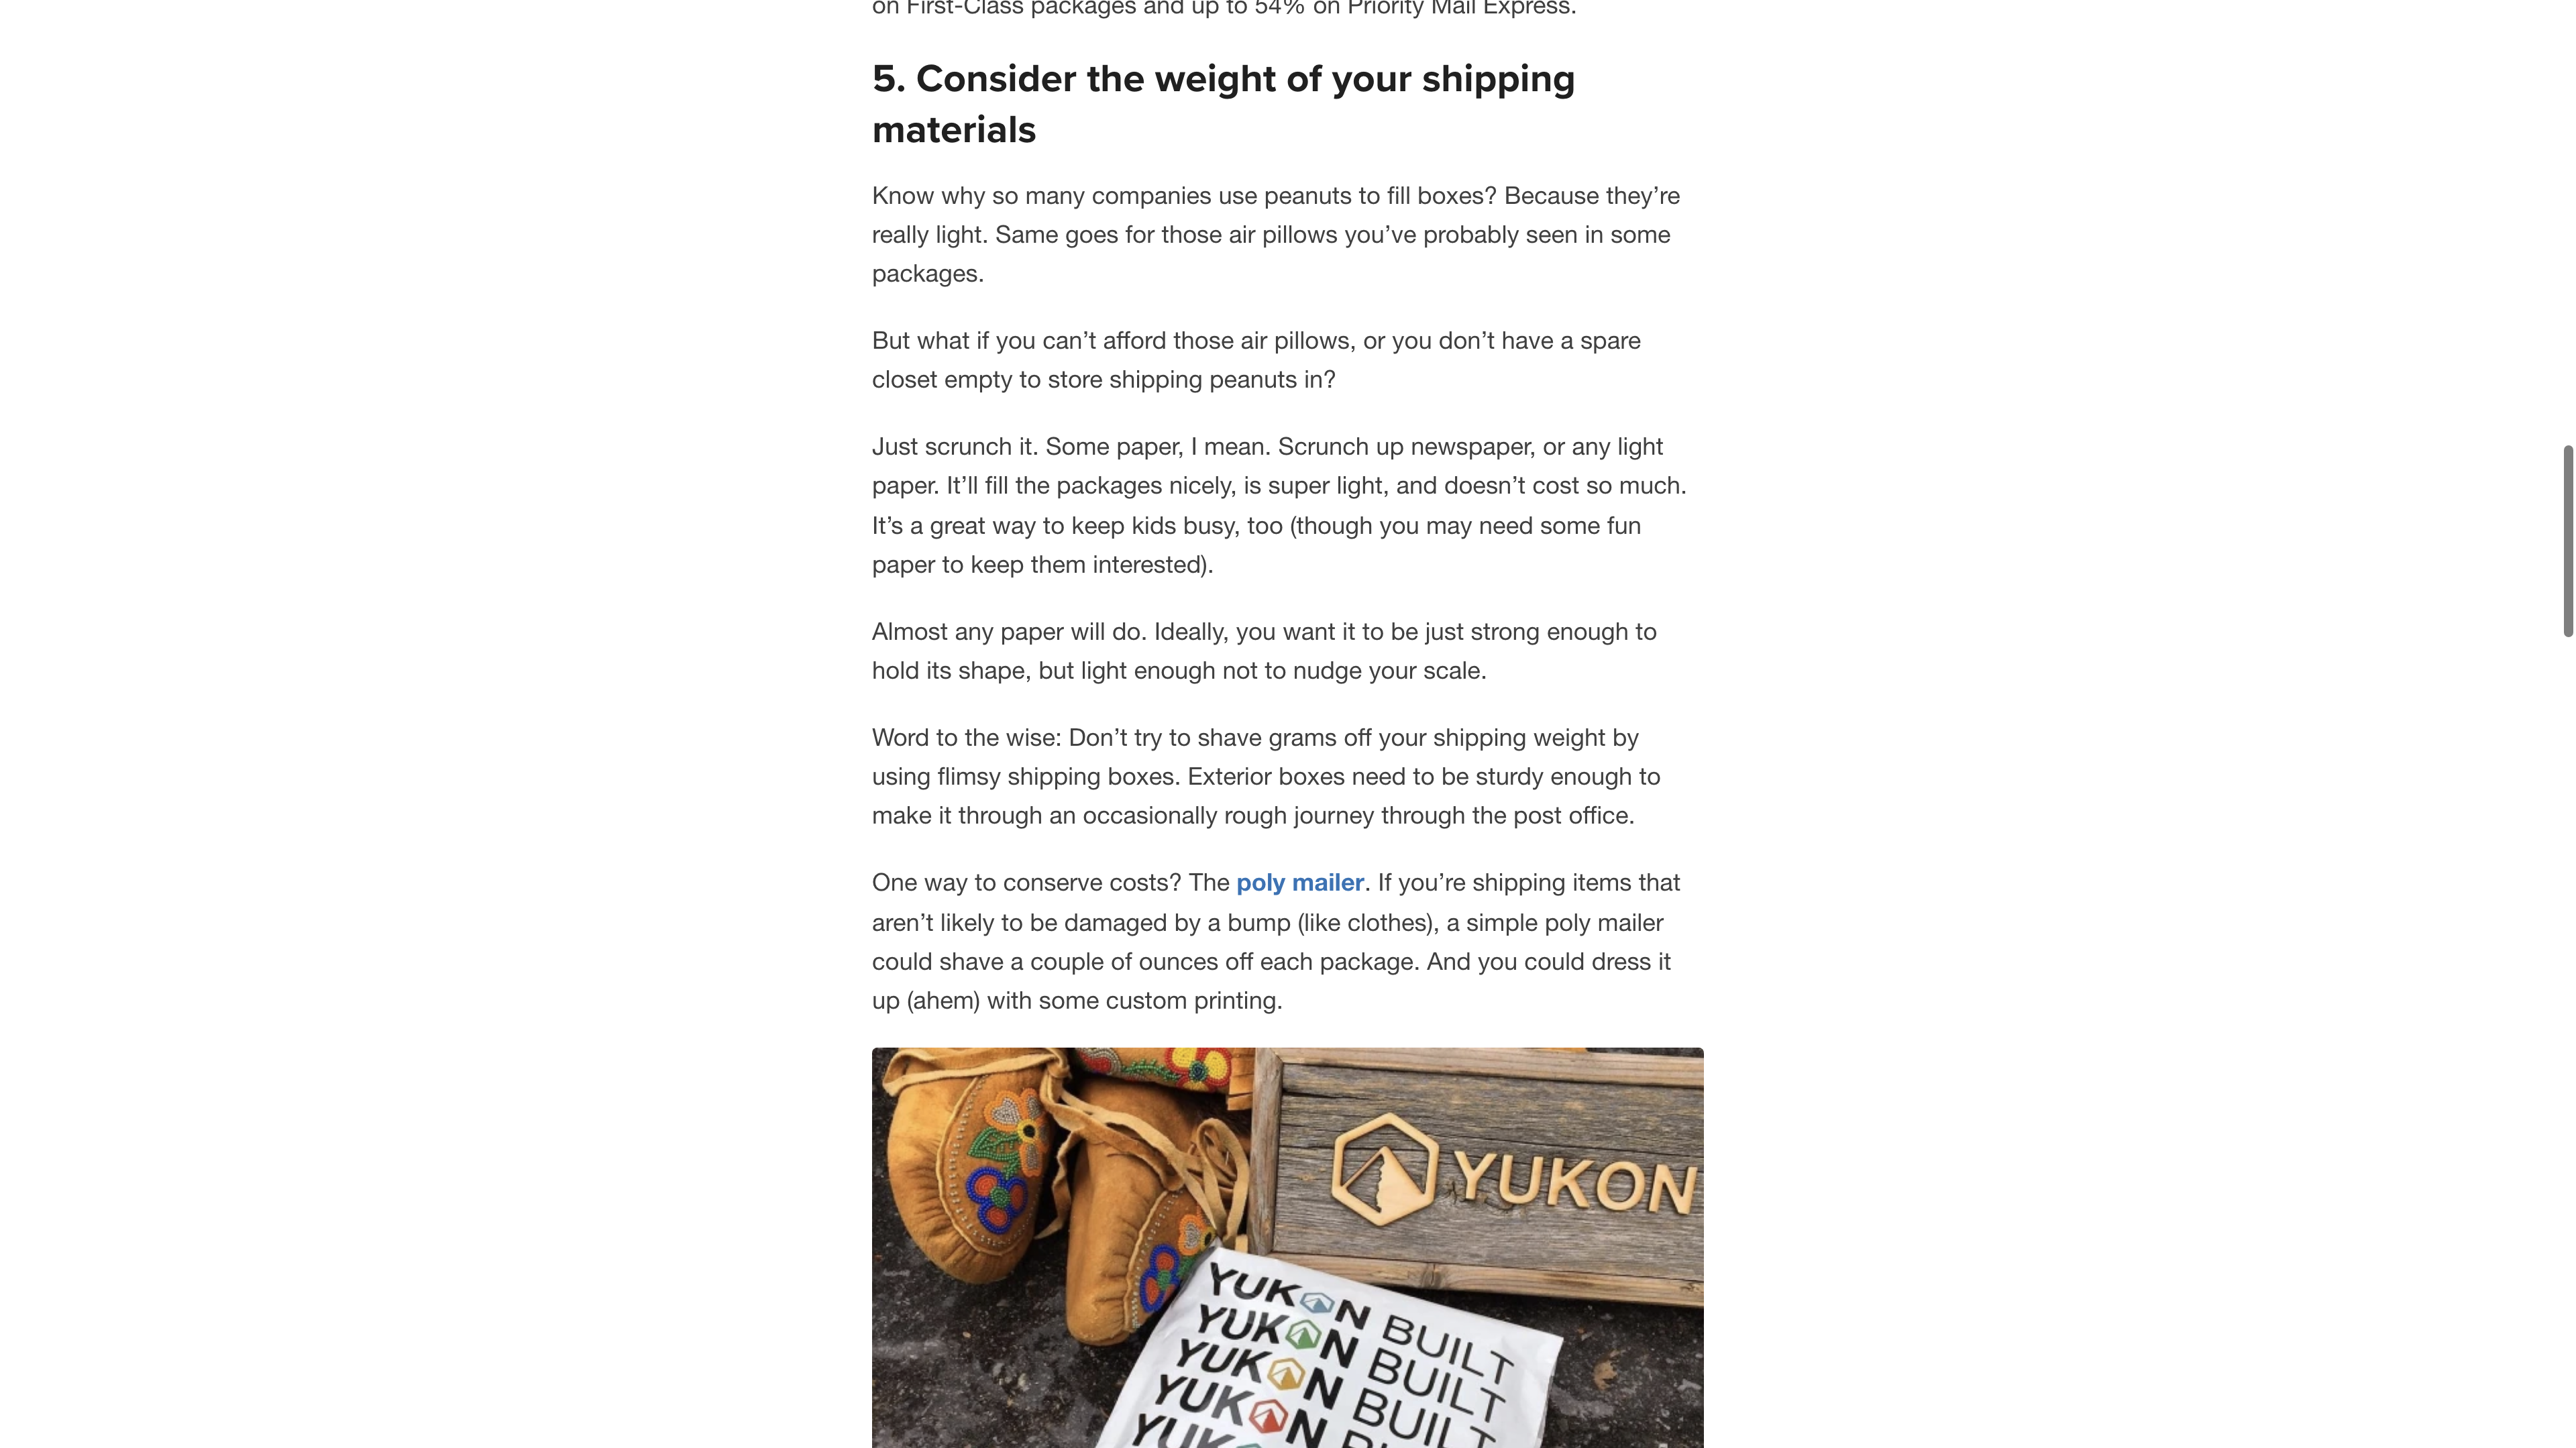 on First-Class packages and up to 54% on Priority Mail Express.
5. Consider the weight of your shipping
materials
Know why so many companies use peanuts to fill boxes? Because they’re
really light. Same goes for those air pillows you’ve probably seen in some
packages.
But what if you can’t afford those air pillows, or you don’t have a spare
closet empty to store shipping peanuts in?
Just scrunch it. Some paper, I mean. Scrunch up newspaper, or any light
paper. It’ll fill the packages nicely, is super light, and doesn’t cost so much.
It’s a great way to keep kids busy, too (though you may need some fun
paper to keep them interested).
Almost any paper will do. Ideally, you want it to be just strong enough to
hold its shape, but light enough not to nudge your scale.
Word to the wise: Don’t try to shave grams off your shipping weight by
using flimsy shipping boxes. Exterior boxes need to be sturdy enough to
make it through an occasionally rough journey through the post office.
One way to conserve costs? The poly mailer. If you’re shipping items that
aren’t likely to be damaged by a bump (like clothes), a simple poly mailer
could shave a couple of ounces off each package. And you could dress it
up (ahem) with some custom printing.
YUKON
YUKON BUILT
YUKON BUILT
YUKON BUILT
YUKON